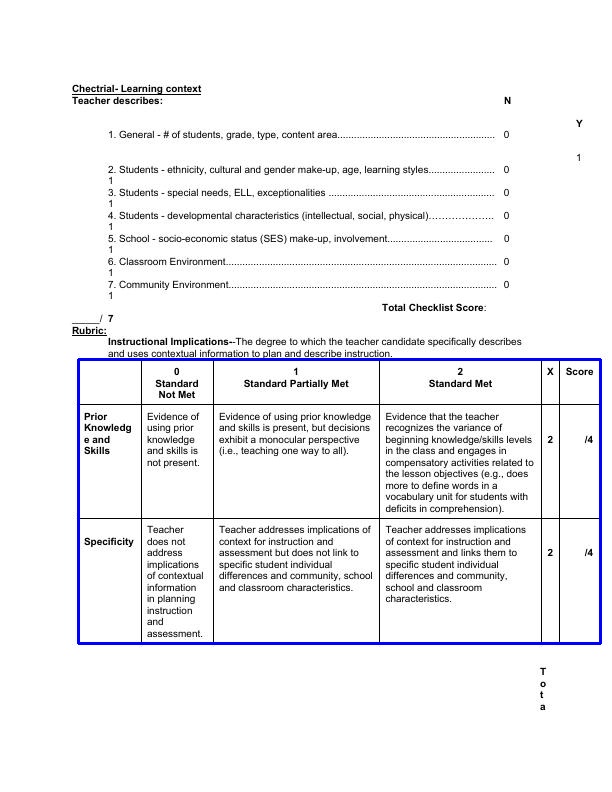 Chectrial- Learning context
Teacher describes: N
Y
1. General - # of students, grade, type, content area........................................................ 0
1
2. Students - ethnicity, cultural and gender make-up, age, learning styles....................... 0
1
3. Students - special needs, ELL, exceptionalities ........................................................... 0
1
4. Students - developmental characteristics (intellectual, social, physical)……………….. 0
1
5. School - socio-economic status (SES) make-up, involvement..................................... 0
1
6. Classroom Environment................................................................................................. 0
1
7. Community Environment................................................................................................ 0
1
Total Checklist Score:
_____/ 7
Rubric:
Instructional Implications--The degree to which the teacher candidate specifically describes
and uses contextual information to plan and describe instruction.
0
Standard
Not Met
1
Standard Partially Met
2
Standard Met
X
Score
Prior
Knowledg
e and
Skills
Evidence of
using prior
knowledge
and skills is
not present.
Evidence of using prior knowledge
and skills is present, but decisions
exhibit a monocular perspective
(i.e., teaching one way to all).
Evidence that the teacher
recognizes the variance of
beginning knowledge/skills levels
in the class and engages in
compensatory activities related to
the lesson objectives (e.g., does
more to define words in a
vocabulary unit for students with
deficits in comprehension).
2
/4
Specificity
Teacher
does not
address
implications
of contextual
information
in planning
instruction
and
assessment.
Teacher addresses implications of
context for instruction and
assessment but does not link to
specific student individual
differences and community, school
and classroom characteristics.
Teacher addresses implications
of context for instruction and
assessment and links them to
specific student individual
differences and community,
school and classroom
characteristics.
2
/4
T
o
t
a